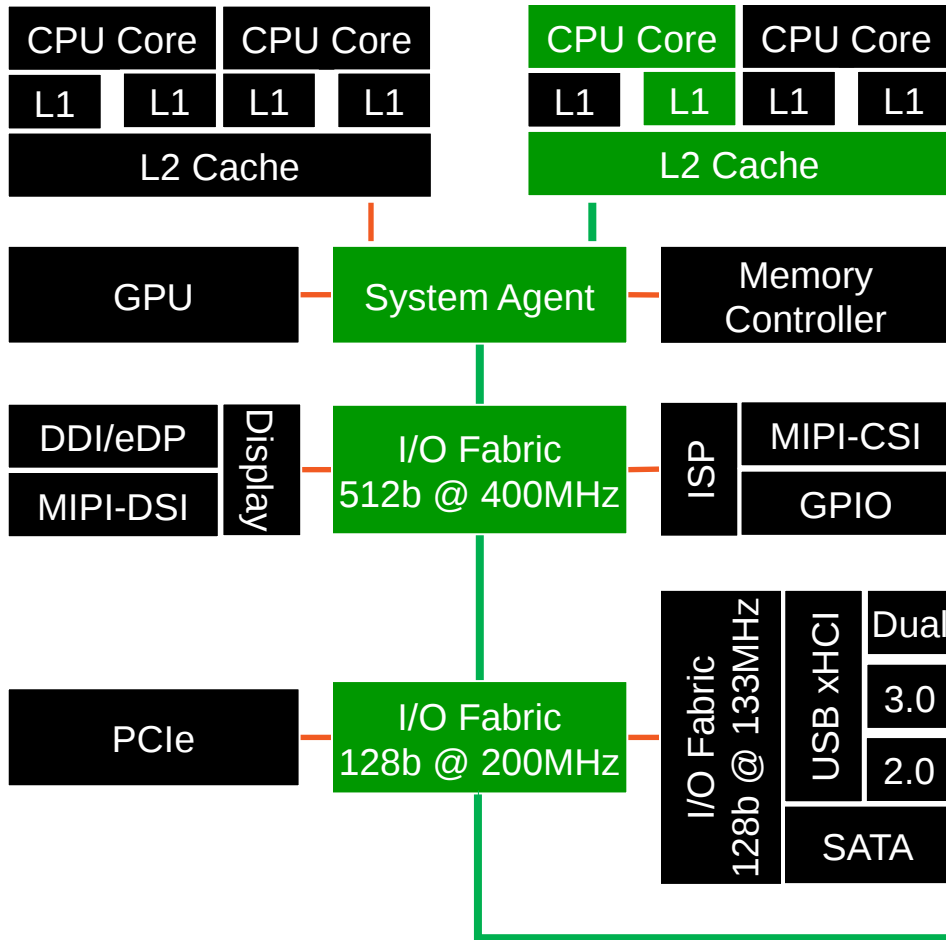 CPU Core CPU Core CPU Core CPU Core
L1 L1 L1 L1 L1 L1 L1 L1
L2 Cache L2 Cache
GPU
System Agent
Memory
Controller
DDI/eDP
MIPI-DSI
Display
I/O Fabric
512b @ 400MHz
ISP
MIPI-CSI
GPIO
PCIe
I/O Fabric
128b @ 200MHz
I/O Fabric
128b @ 133MHz
USB xHCI
Dual
3.0
2.0
SATA